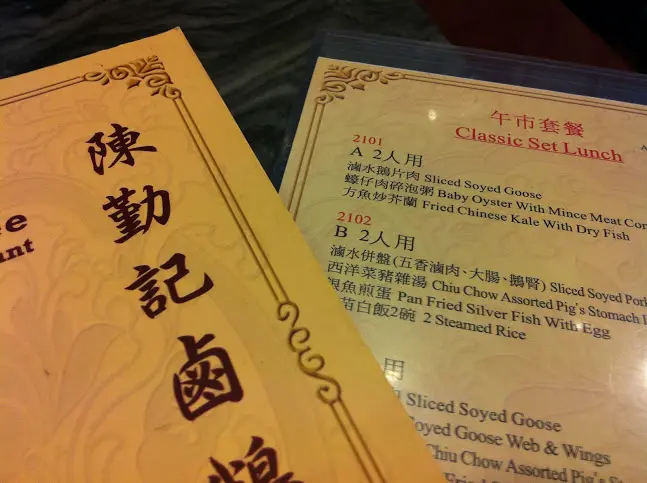 陳勤記鹵鵝
午市套餐
Classic Set Lunch
2101
A 2人用
滷水鵝片肉 Sliced Soyed Goose
蠔仔肉碎泡粥 Baby Oyster With Mince Meat
方魚炒芥蘭 Fried Chinese Kale With Dry Fish
2102
B 2人用
滷水併盤(五香滷肉、大腸、鵝腎) Sliced Soyed Pork
西洋菜豬雜湯 Chiu Chow Assorted Pig's Stomach
魚煎蛋 Pan Fried Silver Fish With Egg
苗白飯2碗 2 Steamed Rice
用
Sliced Soyed Goose
Soyed Goose Web & Wings
Chiu Chow Assorted Pig's